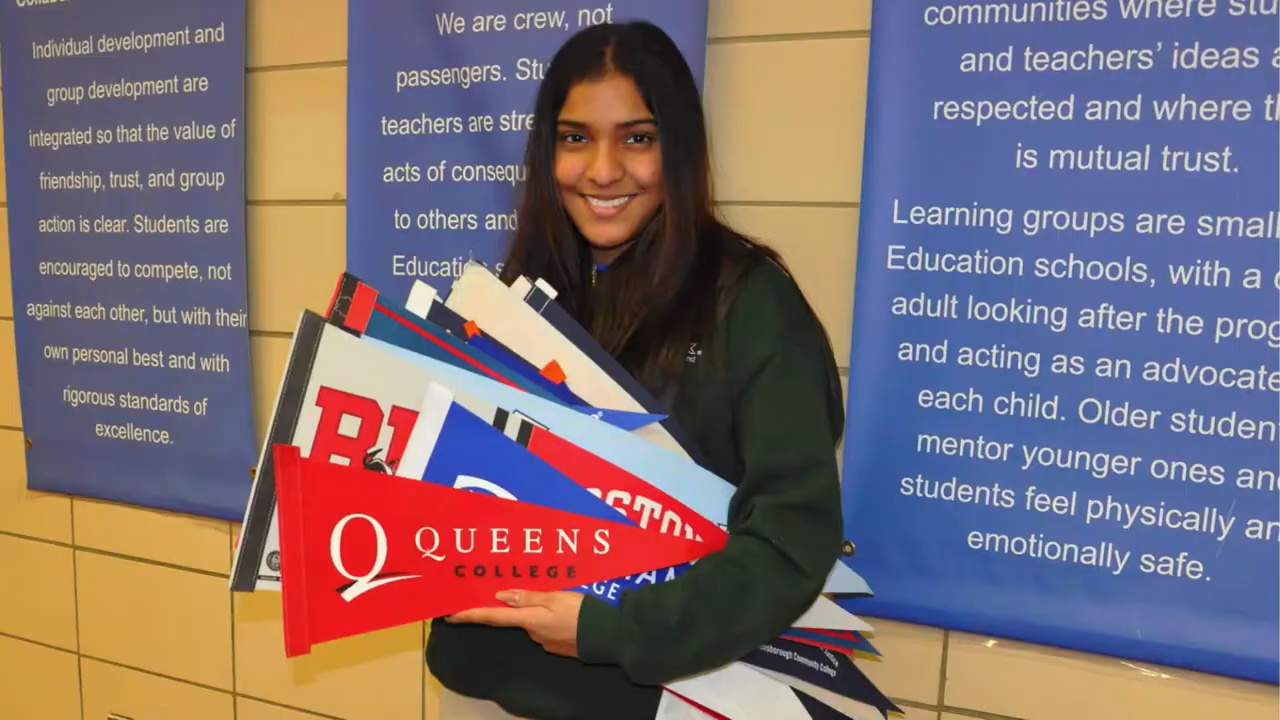 Individual development and
group development are
integrated so that the value of
friendship, trust, and group
action is clear. Students are
encouraged to compete, not
against each other, but with their
own personal best and with
rigorous standards of
excellence.
We are crew, not
passengers.
teachers are
acts of
to others and
communities where
and teachers' ideas
respected and where
is mutual trust.
Learning groups are small
Education schools, with a
adult looking after the
and acting as an advocate
each child. Older
mentor younger ones
students feel physically
emotionally safe.
Q QUEENS
COLLEGE
Community College